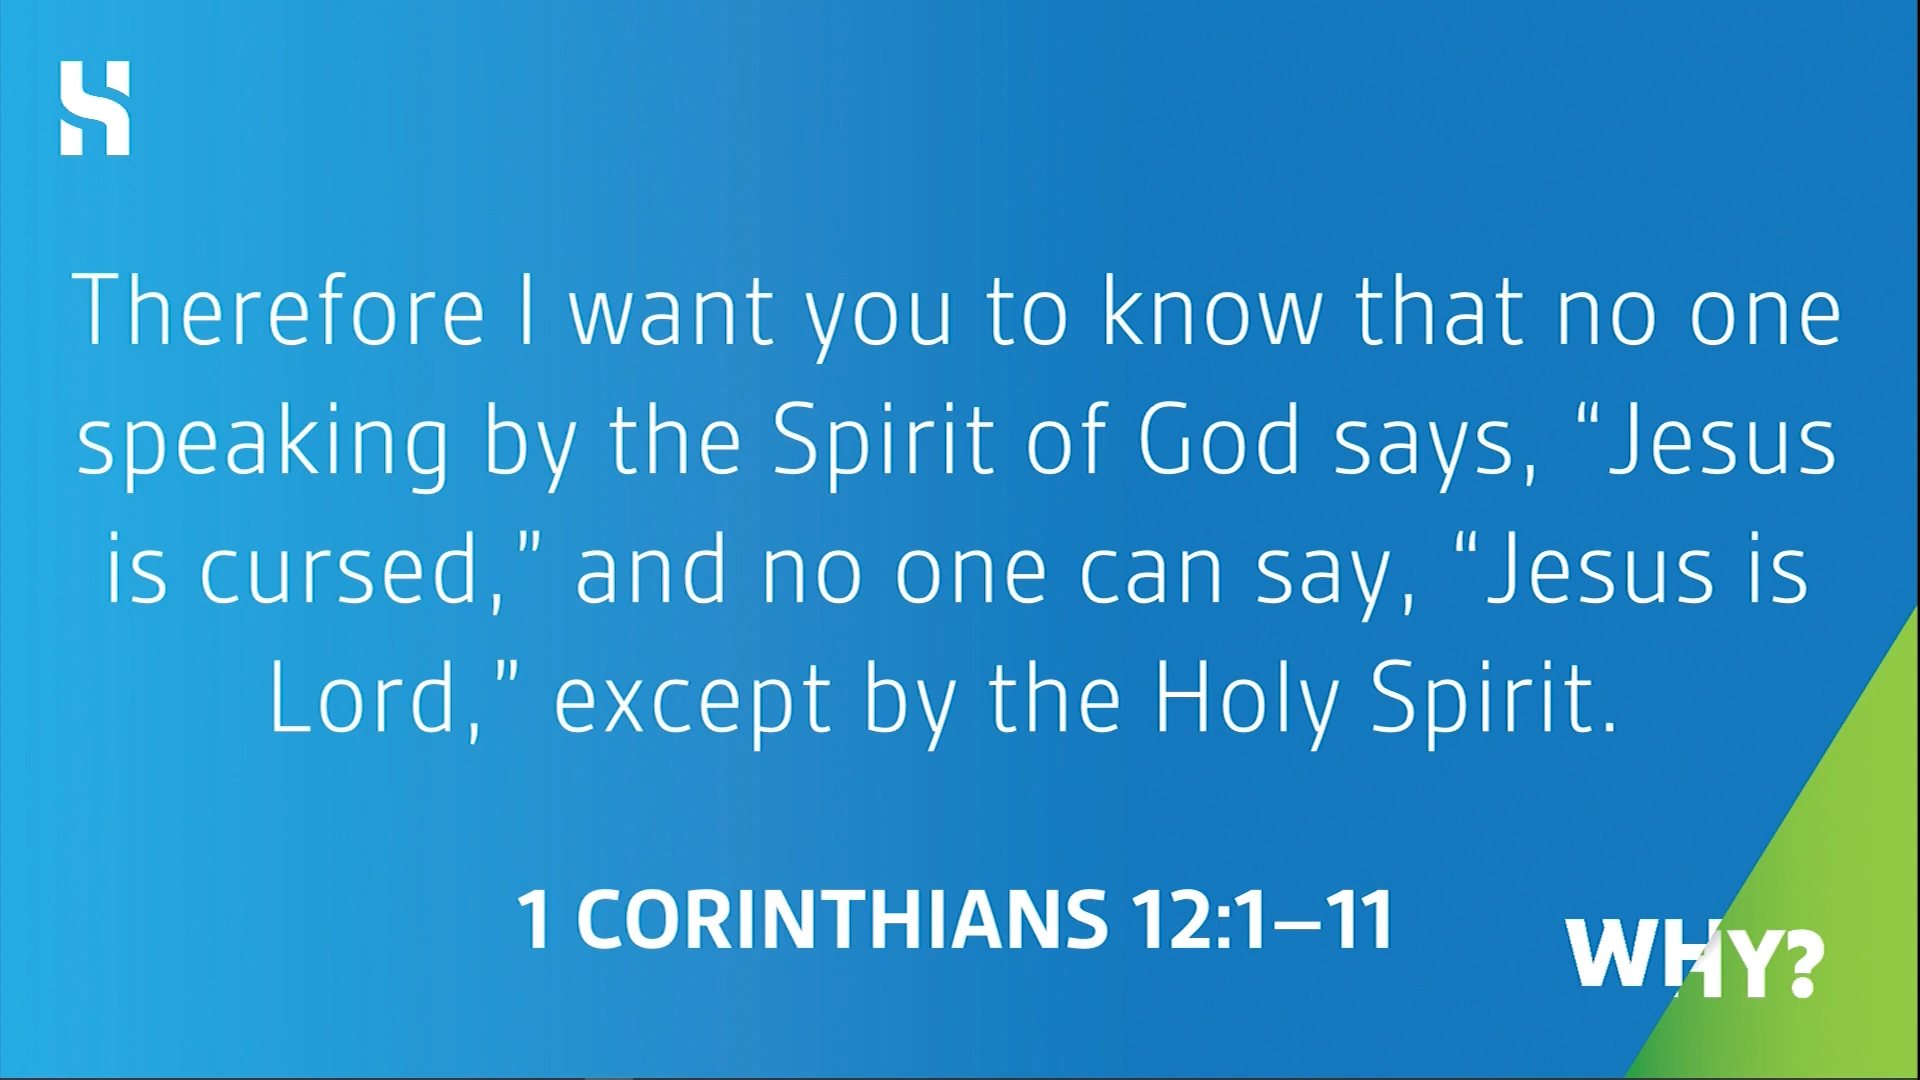 Therefore I want you to know that no one
speaking by the Spirit of God says, “Jesus
is cursed,” and no one can say, “Jesus is
Lord,” except by the Holy Spirit.
1 CORINTHIANS 12:1–11
WHY?